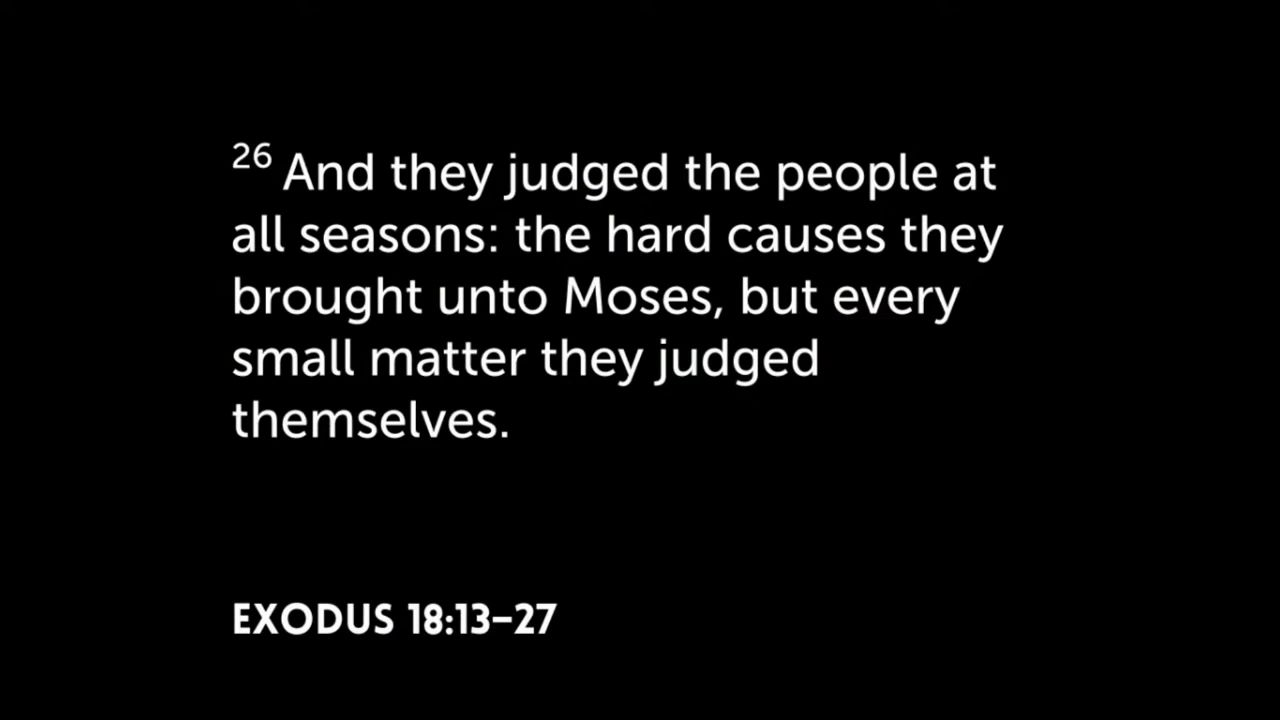 26 And they judged the people at
all seasons: the hard causes they
brought unto Moses, but every
small matter they judged
themselves.
EXODUS 18:13–27